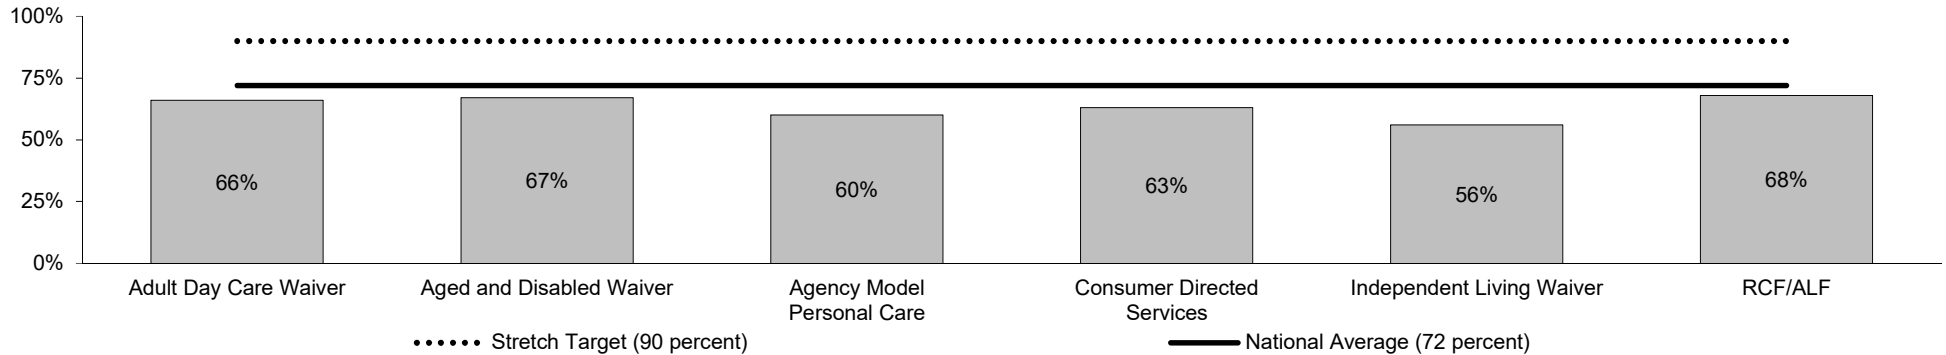 100%
75%
50%
25%
0%
66%
67%
60%
63%
56%
68%
Adult Day Care Waiver
Aged and Disabled Waiver
Agency Model
Personal Care
Consumer Directed
Services
Independent Living Waiver
RCF/ALF
Stretch Target (90 percent)
National Average (72 percent)